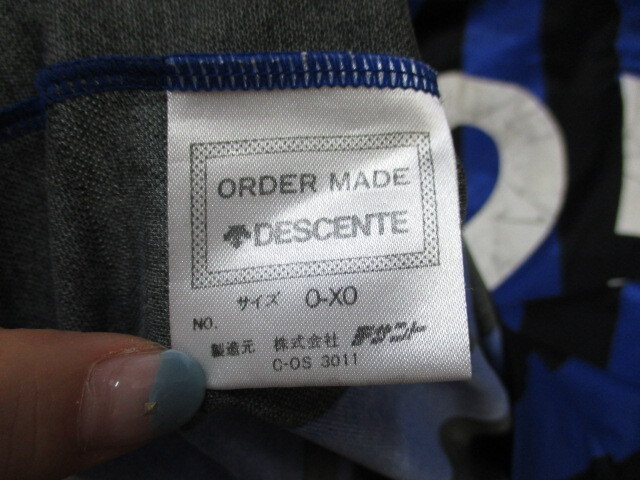 ORDER MADE
DESCENTE
サイズ O-XO
NO.
製造元 株式会社 デサント
C-OS 3011